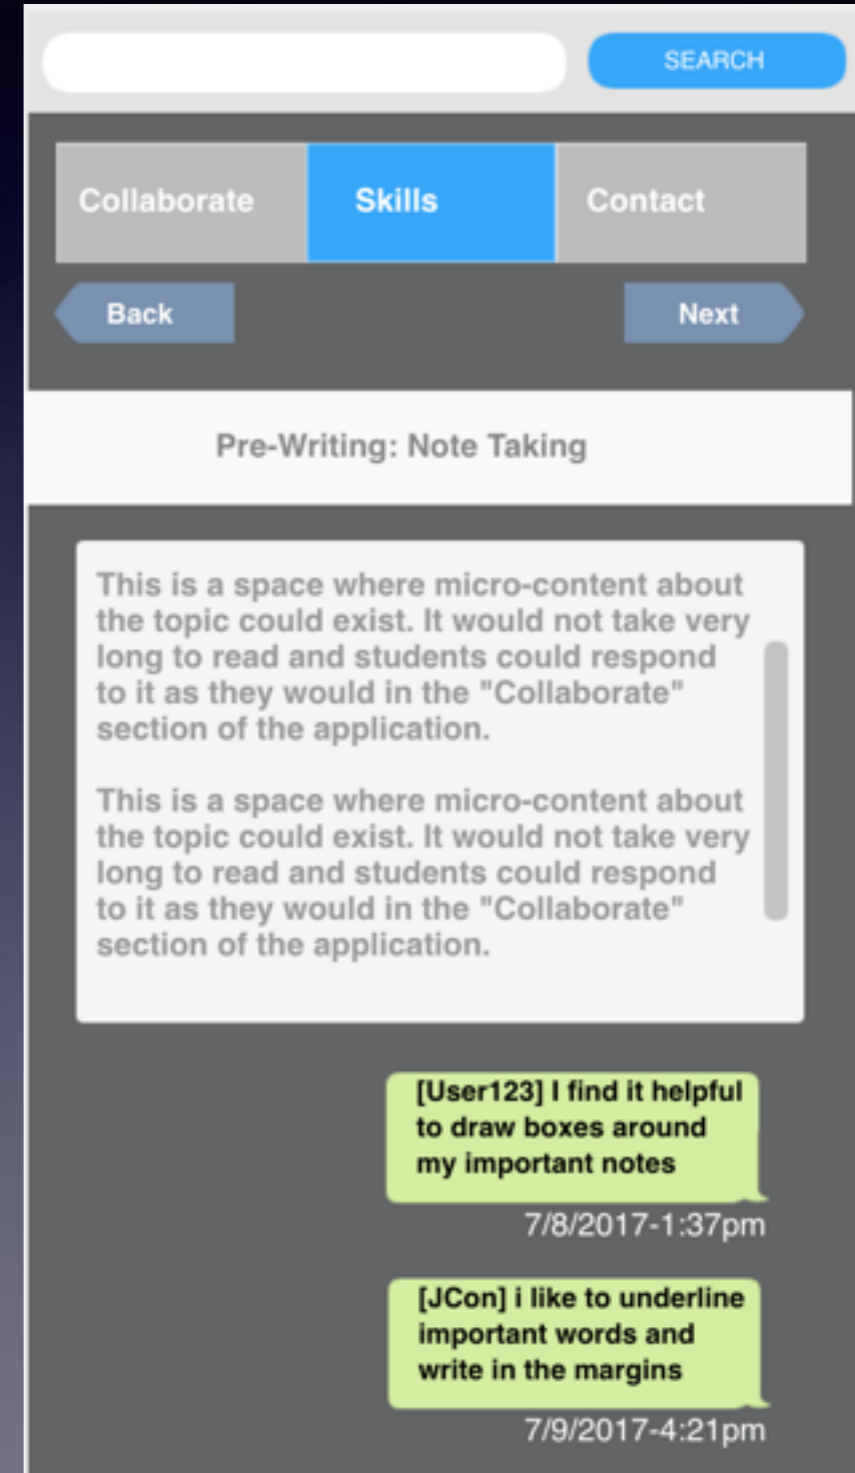 SEARCH
Collaborate
Skills
Contact
Back
Next
Pre-Writing: Note Taking
This is a space where micro-content about
the topic could exist. It would not take very
long to read and students could respond
to it as they would in the "Collaborate"
section of the application.
This is a space where micro-content about
the topic could exist. It would not take very
long to read and students could respond
to it as they would in the "Collaborate"
section of the application.
[User123] I find it helpful
to draw boxes around
my important notes
7/8/2017-1:37pm
[JCon] i like to underline
important words and
write in the margins
7/9/2017-4:21pm